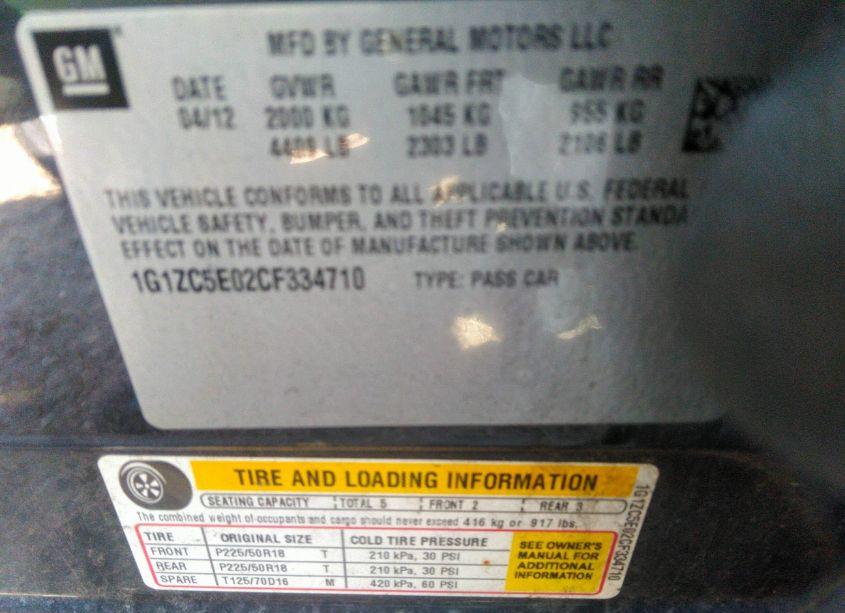 GM
MFD BY GENERAL MOTORS LLC
DATE GVWR GAWR FRT GAWR RR
04/12 2000 KG 1045 KG 955 KG
4409 LB 2303 LB 2106 LB
THIS VEHICLE CONFORMS TO ALL APPLICABLE U.S. FEDERAL
VEHICLE SAFETY, BUMPER, AND THEFT PREVENTION STANDA
EFFECT ON THE DATE OF MANUFACTURE SHOWN ABOVE.
1G1ZC5E02CF334710 TYPE: PASS CAR
TIRE AND LOADING INFORMATION
SEATING CAPACITY TOTAL 5 FRONT 2 REAR 3
The combined weight of occupants and cargo should never exceed 416 kg or 917 lbs.
TIRE ORIGINAL SIZE COLD TIRE PRESSURE
FRONT P225/50R18 T 210 kPa, 30 PSI
REAR P225/50R18 T 210 kPa, 30 PSI
SPARE T125/70D16 M 420 kPa, 60 PSI
SEE OWNER'S
MANUAL FOR
ADDITIONAL
INFORMATION
1G1ZC5E02CF334710